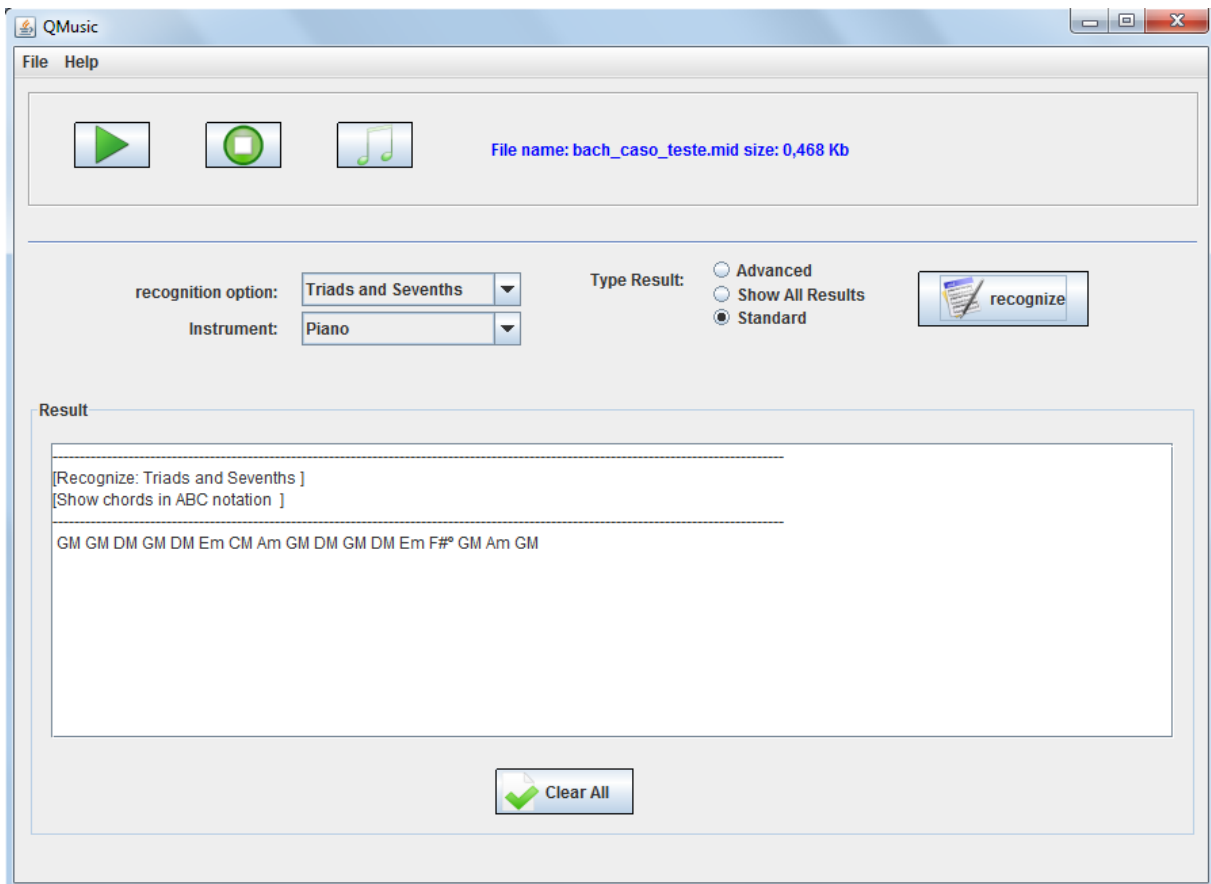 QMusic
File Help
File name: bach_caso_teste.mid size: 0,468 Kb
recognition option: Triads and Sevenths
Instrument: Piano
Type Result:
Advanced
Show All Results
Standard
recognize
Result
-----------------------------------------------------------------------
[Recognize: Triads and Sevenths ]
[Show chords in ABC notation  ]
-----------------------------------------------------------------------
GM GM DM GM DM Em CM Am GM DM GM DM Em F#º GM Am GM
Clear All